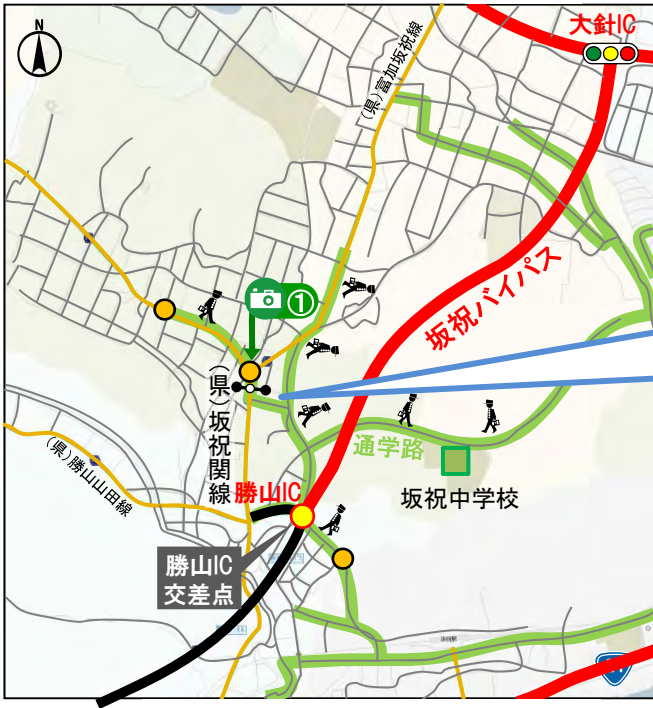 N
大針IC
(県)富加坂祝線
①
坂祝バイパス
(県)坂祝関線
通学路
(県)勝山山田線
勝山IC
坂祝中学校
勝山IC
交差点